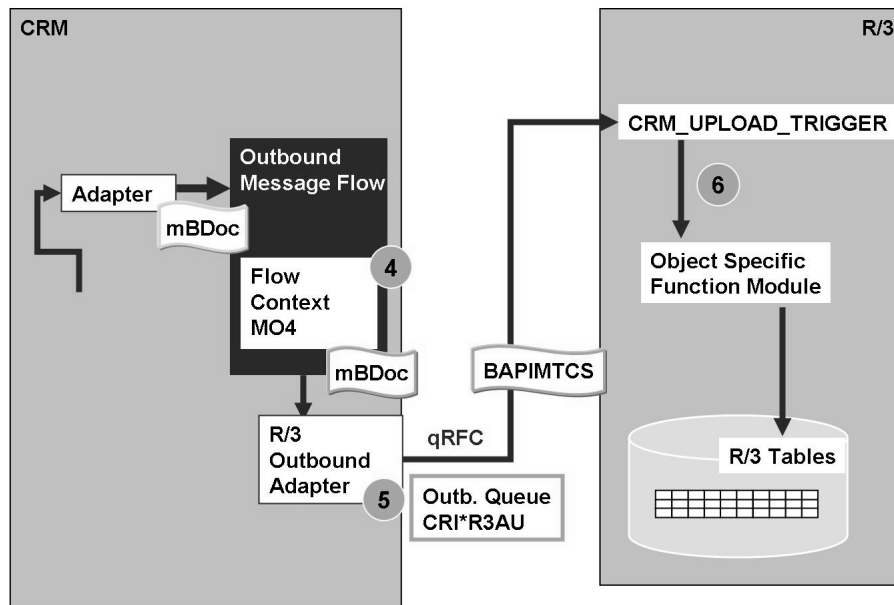 CRM
R/3
Outbound
Message Flow
Adapter
mBDoc
4
Flow
Context
MO4
mBDoc
R/3
Outbound
Adapter
5
qRFC
Outb. Queue
CRI*R3AU
BAPIMTCS
CRM_UPLOAD_TRIGGER
6
Object Specific
Function Module
R/3 Tables